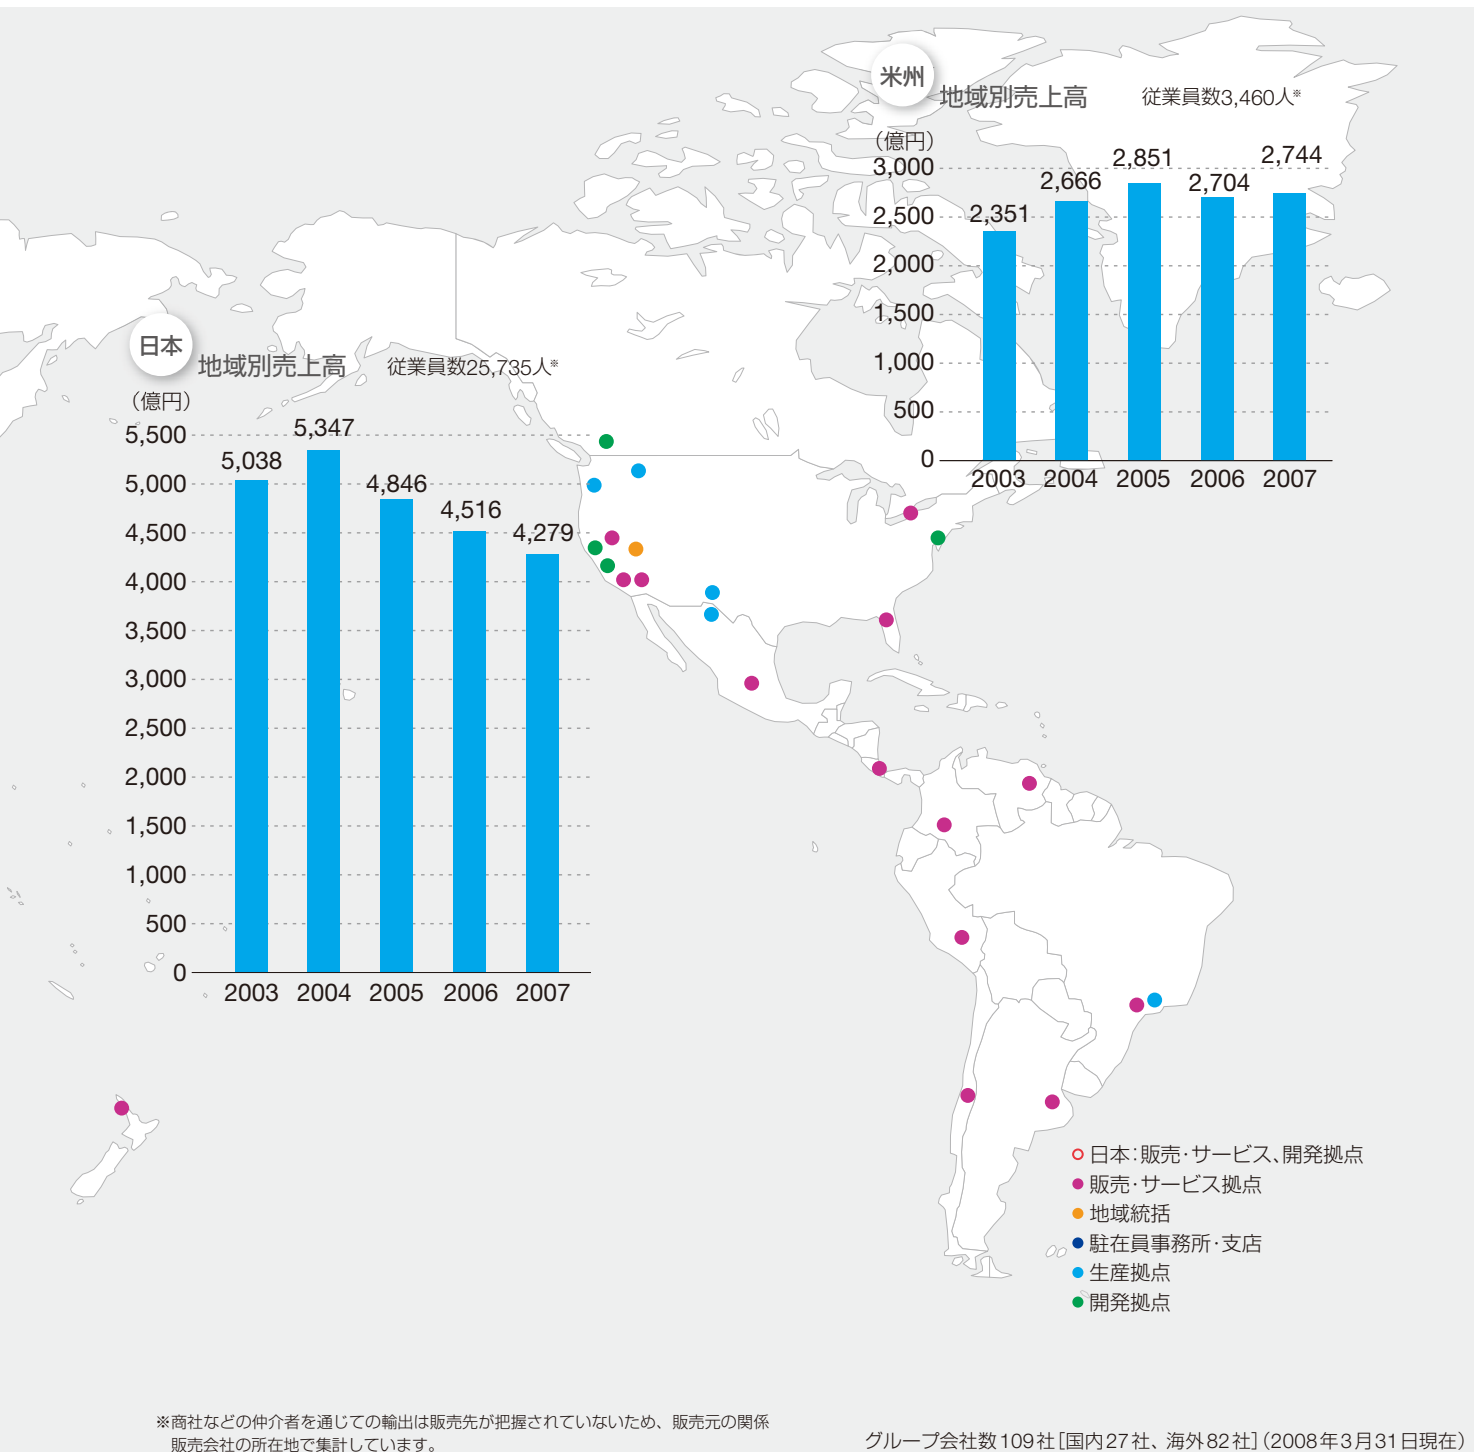 米州
地域別売上高 従業員数3,460人※
（億円）
3,000
2,500
2,000
1,500
1,000
500
0
2,351
2,666
2,851
2,704
2,744
2003 2004 2005 2006 2007
日本
地域別売上高 従業員数25,735人※
（億円）
5,500
5,000
4,500
4,000
3,500
3,000
2,500
2,000
1,500
1,000
500
0
5,038
5,347
4,846
4,516
4,279
2003 2004 2005 2006 2007
日本：販売・サービス、開発拠点
販売・サービス拠点
地域統括
駐在員事務所・支店
生産拠点
開発拠点
※商社などの仲介者を通じての輸出は販売先が把握されていないため、販売元の関係
販売会社の所在地で集計しています。
グループ会社数109社［国内27社、海外82社］（2008年3月31日現在）